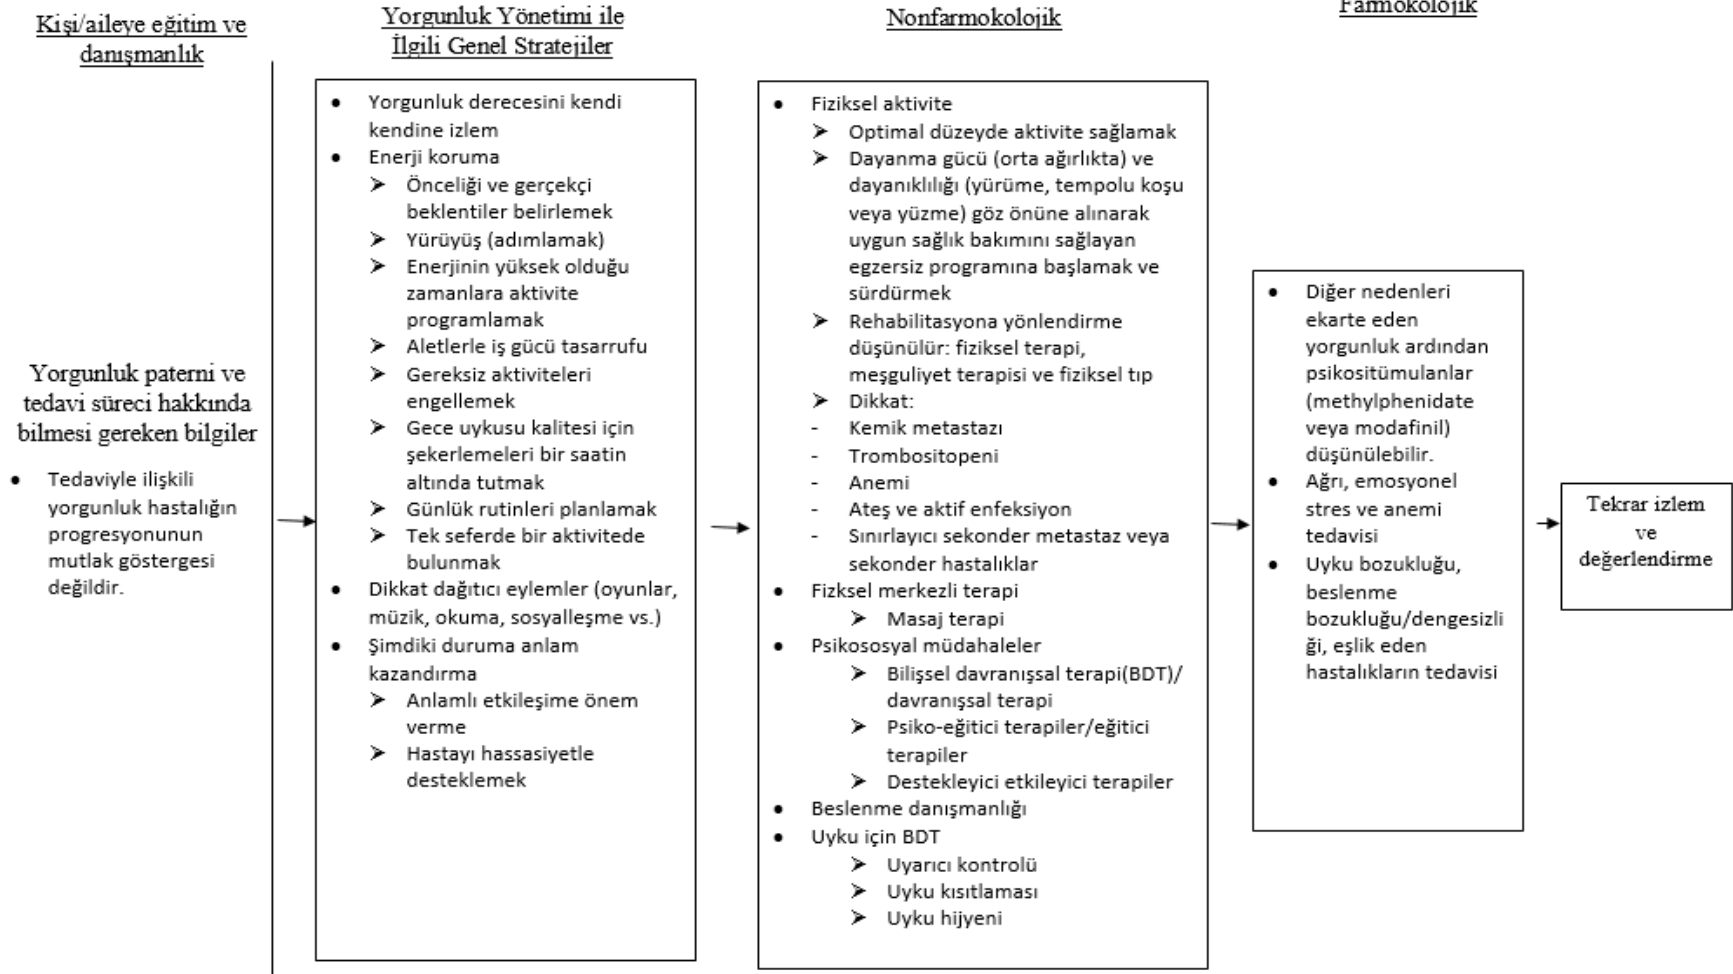 Kişi/aileye eğitim ve
danışmanlık
Yorgunluk paterni ve
tedavi süreci hakkında
bilmesi gereken bilgiler
• Tedaviyle ilişkili
yorgunluk hastalığın
progresyonunun
mutlak göstergesi
değildir.
Yorgunluk Yönetimi ile
İlgili Genel Stratejiler
• Yorgunluk derecesini kendi
kendine izlem
• Enerji koruma
➤ Önceliği ve gerçekçi
beklentiler belirlemek
➤ Yürüyüş (adımlamak)
➤ Enerjinin yüksek olduğu
zamanlara aktivite
programlamak
➤ Aletlerle iş gücü tasarrufu
➤ Gereksiz aktiviteleri
engellemek
➤ Gece uykusu kalitesi için
şekerlemeleri bir saatin
altında tutmak
➤ Günlük rutinleri planlamak
➤ Tek seferde bir aktivitede
bulunmak
• Dikkat dağıtıcı eylemler (oyunlar,
müzik, okuma, sosyalleşme vs.)
• Şimdiki duruma anlam
kazandırma
➤ Anlamlı etkileşime önem
verme
➤ Hastayı hassasiyetle
desteklemek
Nonfarmokolojik
• Fiziksel aktivite
➤ Optimal düzeyde aktivite sağlamak
➤ Dayanma gücü (orta ağırlıkta) ve
dayanıklılığı (yürüme, tempolu koşu
veya yüzme) göz önüne alınarak
uygun sağlık bakımını sağlayan
egzersiz programına başlamak ve
sürdürmek
➤ Rehabilitasyona yönlendirme
düşünülür: fiziksel terapi,
meşguliyet terapisi ve fiziksel tıp
➤ Dikkat:
- Kemik metastazı
- Trombositopeni
- Anemi
- Ateş ve aktif enfeksiyon
- Sınırlayıcı sekonder metastaz veya
sekonder hastalıklar
• Fizksel merkezli terapi
➤ Masaj terapi
• Psikososyal müdahaleler
➤ Bilişsel davranışsal terapi(BDT)/
davranışsal terapi
➤ Psiko-eğitici terapiler/eğitici
terapiler
➤ Destekleyici etkileyici terapiler
• Beslenme danışmanlığı
• Uyku için BDT
➤ Uyarıcı kontrolü
➤ Uyku kısıtlaması
➤ Uyku hijyeni
Farmokolojik
• Diğer nedenleri
ekarte eden
yorgunluk ardından
psikositümulanlar
(methylphenidate
veya modafinil)
düşünülebilir.
• Ağrı, emosyonel
stres ve anemi
tedavisi
• Uyku bozukluğu,
beslenme
bozukluğu/dengesizli
ği, eşlik eden
hastalıkların tedavisi
Tekrar izlem
ve
değerlendirme